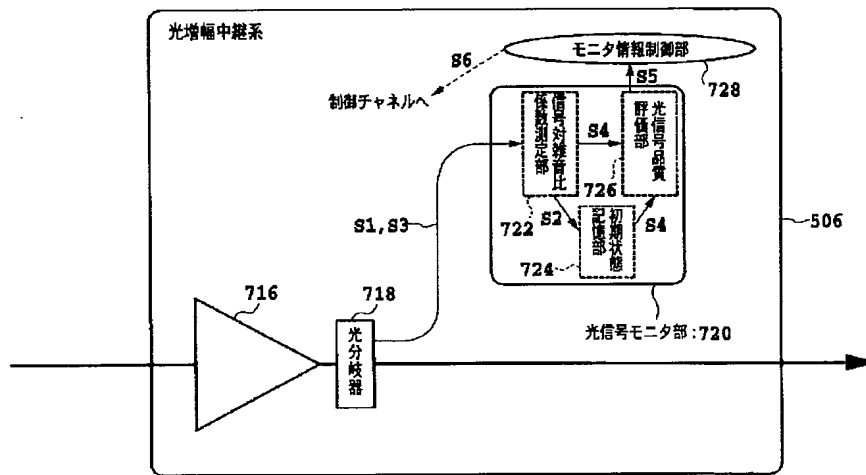 光増幅中継系
モニタ情報制御部
728
S6
制御チャネルへ
S5
信号対雑音比
係数測定部
722
S4
光信号品質
評価部
726
S2
初期状態
記憶部
724
S4
S1,S3
506
光信号モニタ部:720
716
718
光分岐器